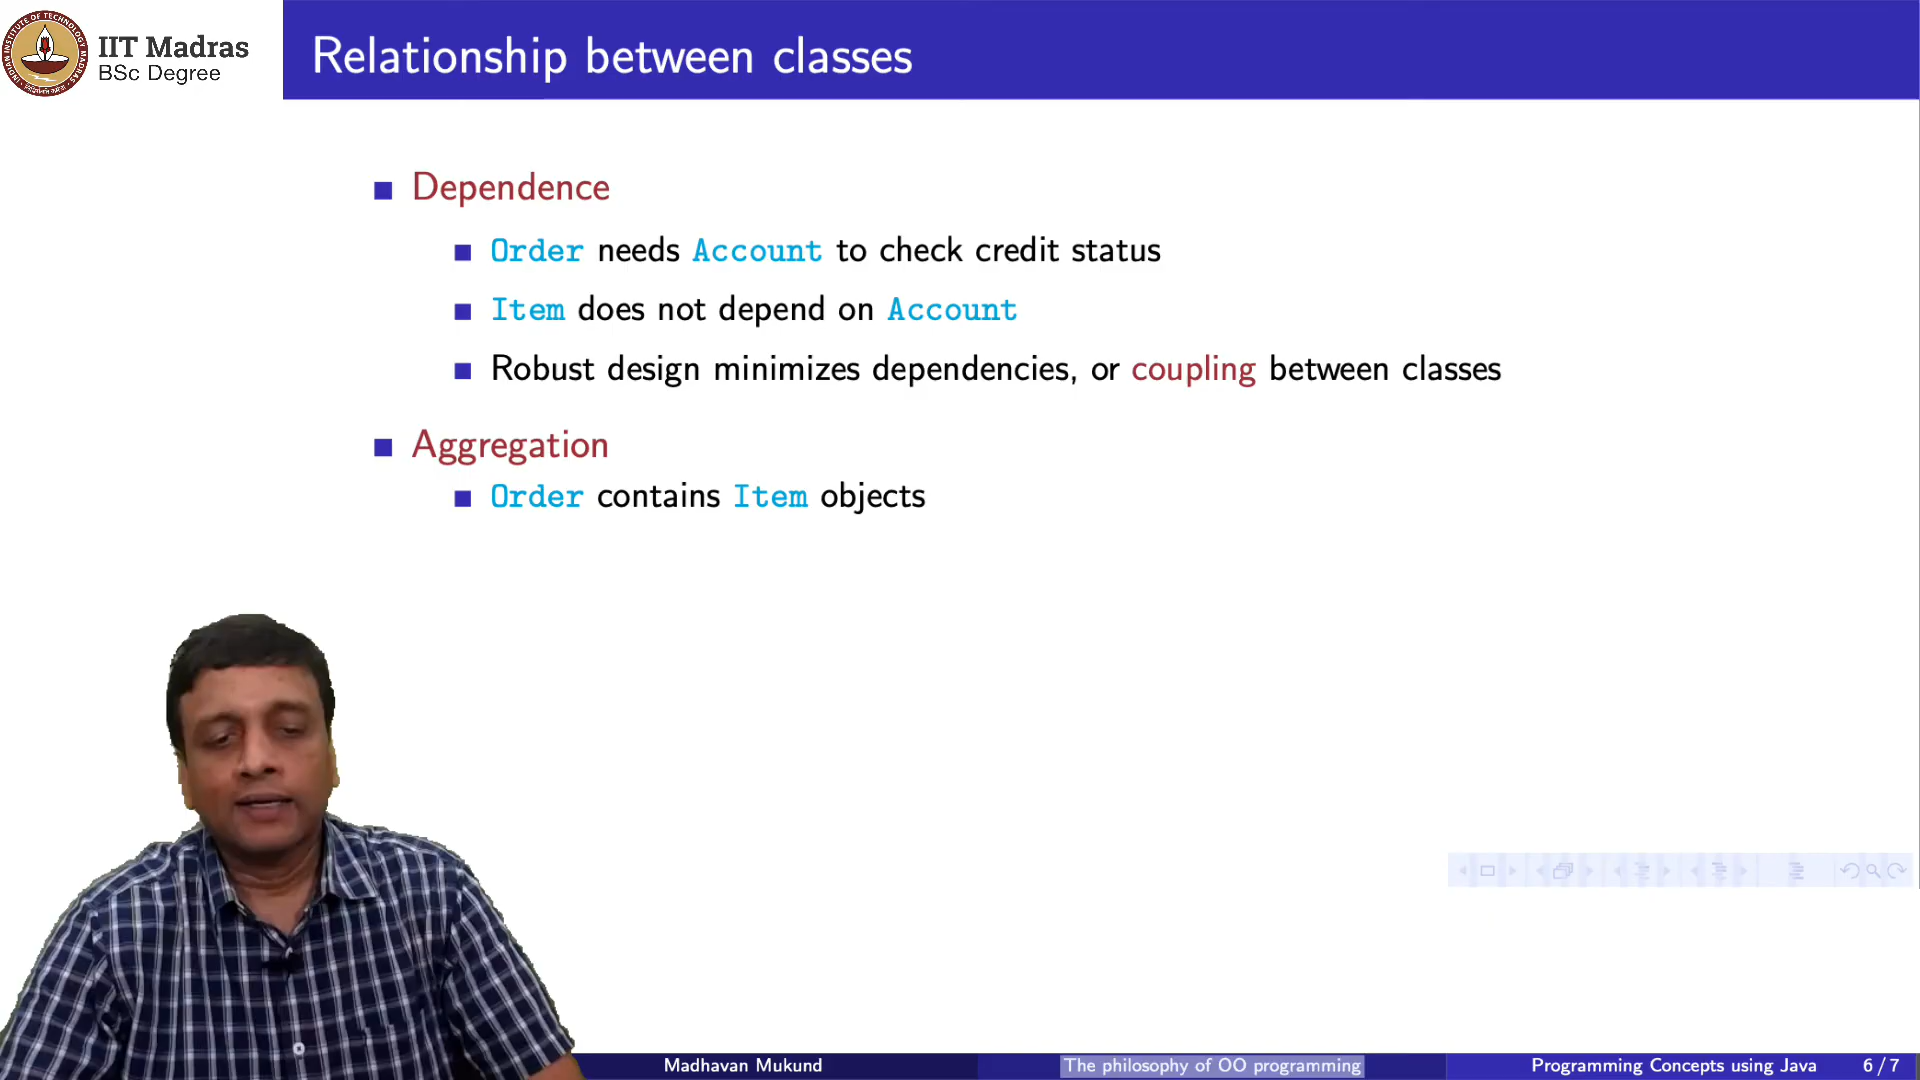 IIT Madras
BSc Degree
Relationship between classes
Dependence
Order needs Account to check credit status
Item does not depend on Account
Robust design minimizes dependencies, or coupling between classes
Aggregation
Order contains Item objects
Madhavan Mukund
The philosophy of OO programming
Programming Concepts using Java
6 / 7